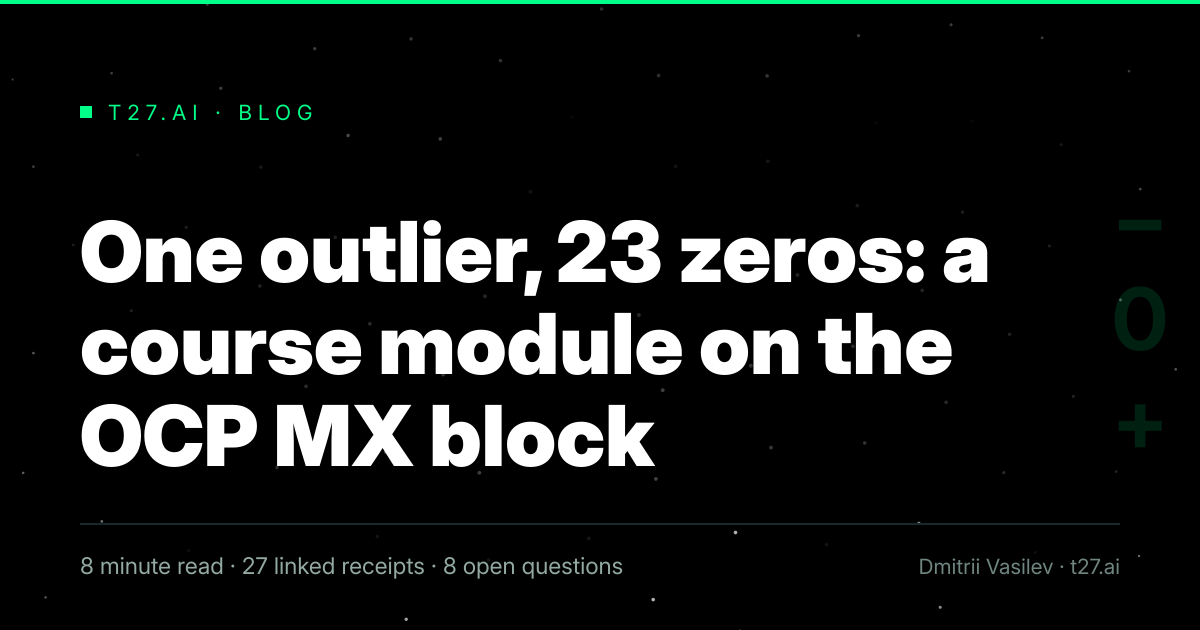 T27.AI · BLOG
One outlier, 23 zeros: a
course module on the
OCP MX block
−
0
+
8 minute read · 27 linked receipts · 8 open questions
Dmitrii Vasilev · t27.ai